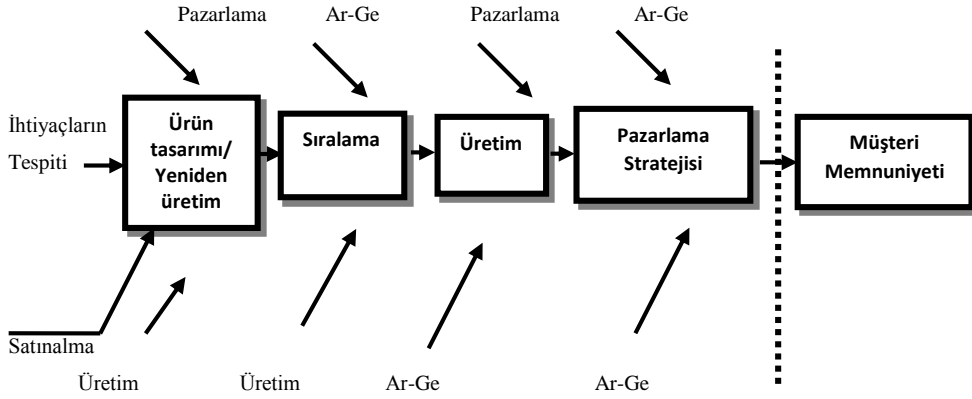 Pazarlama
Ar-Ge
Pazarlama
Ar-Ge
İhtiyaçların
Tespiti
Ürün
tasarımı/
Yeniden
üretim
Sıralama
Üretim
Pazarlama
Stratejisi
Müşteri
Memnuniyeti
Satınalma
Üretim
Üretim
Ar-Ge
Ar-Ge